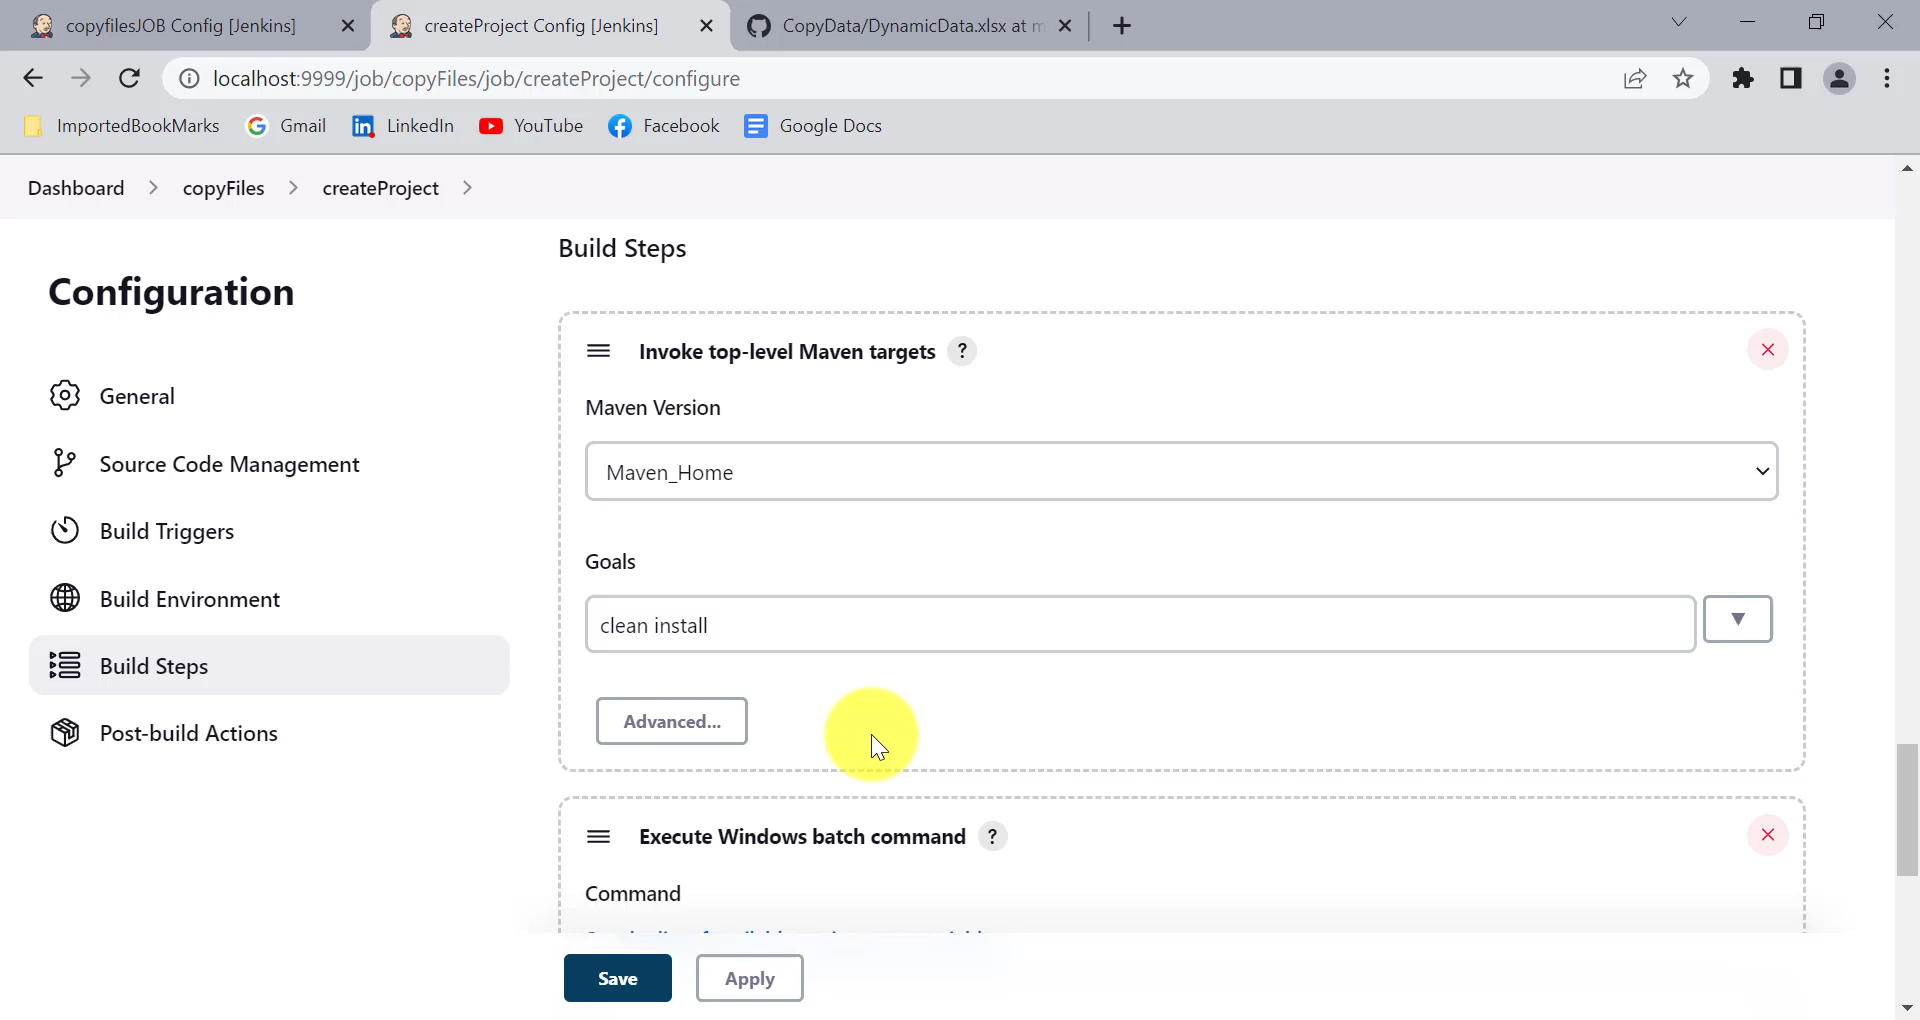 copyfilesJOB Config [Jenkins]
createProject Config [Jenkins]
CopyData/DynamicData.xlsx at m
localhost:9999/job/copyFiles/job/createProject/configure
ImportedBookMarks
Gmail
LinkedIn
YouTube
Facebook
Google Docs
Dashboard
copyFiles
createProject
Configuration
General
Source Code Management
Build Triggers
Build Environment
Build Steps
Post-build Actions
Build Steps
Invoke top-level Maven targets ?
Maven Version
Maven_Home
Goals
clean install
Advanced...
Execute Windows batch command ?
Command
Save
Apply